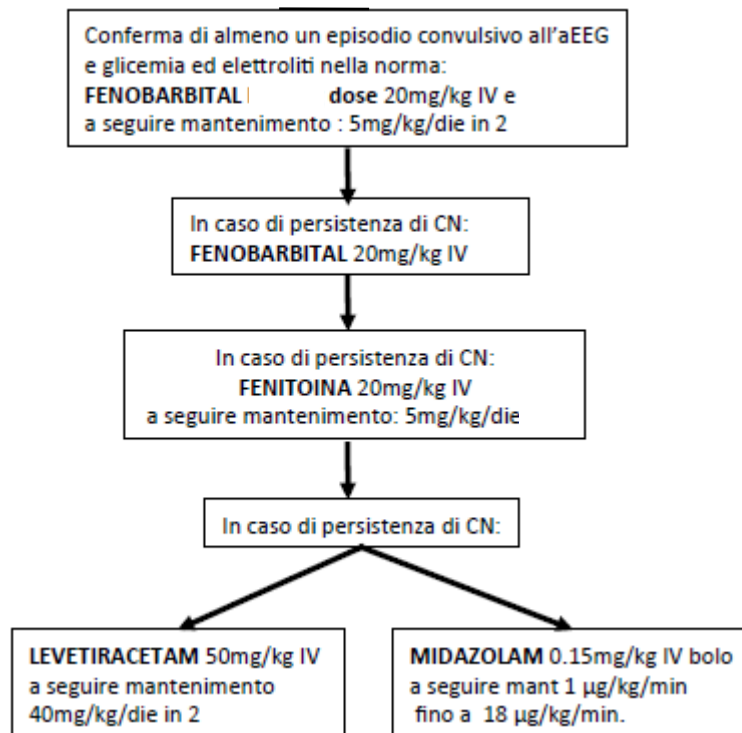 Conferma di almeno un episodio convulsivo all'aEEG
e glicemia ed elettroliti nella norma:
FENOBARBITAL dose 20mg/kg IV e
a seguire mantenimento : 5mg/kg/die in 2
In caso di persistenza di CN:
FENOBARBITAL 20mg/kg IV
In caso di persistenza di CN:
FENITOINA 20mg/kg IV
a seguire mantenimento: 5mg/kg/die
In caso di persistenza di CN:
LEVETIRACETAM 50mg/kg IV
a seguire mantenimento
40mg/kg/die in 2
MIDAZOLAM 0.15mg/kg IV bolo
a seguire mant 1 µg/kg/min
fino a 18 µg/kg/min.